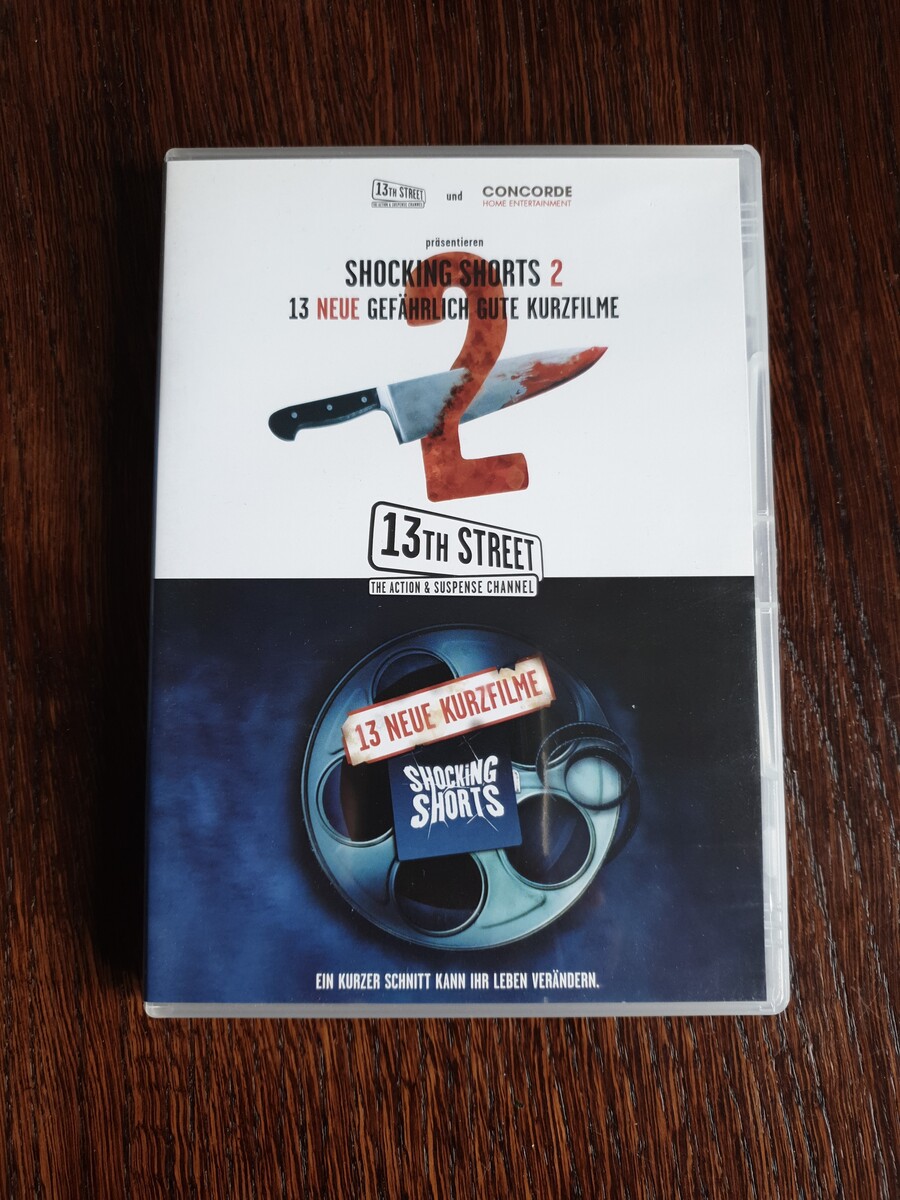 13TH STREET
THE ACTION & SUSPENSE CHANNEL
und
CONCORDE
HOME ENTERTAINMENT
präsentieren
SHOCKING SHORTS 2
13 NEUE GEFÄHRLICH GUTE KURZFILME
2
13TH STREET
THE ACTION & SUSPENSE CHANNEL
13 NEUE KURZFILME
SHOCKING
SHORTS
EIN KURZER SCHNITT KANN IHR LEBEN VERÄNDERN.